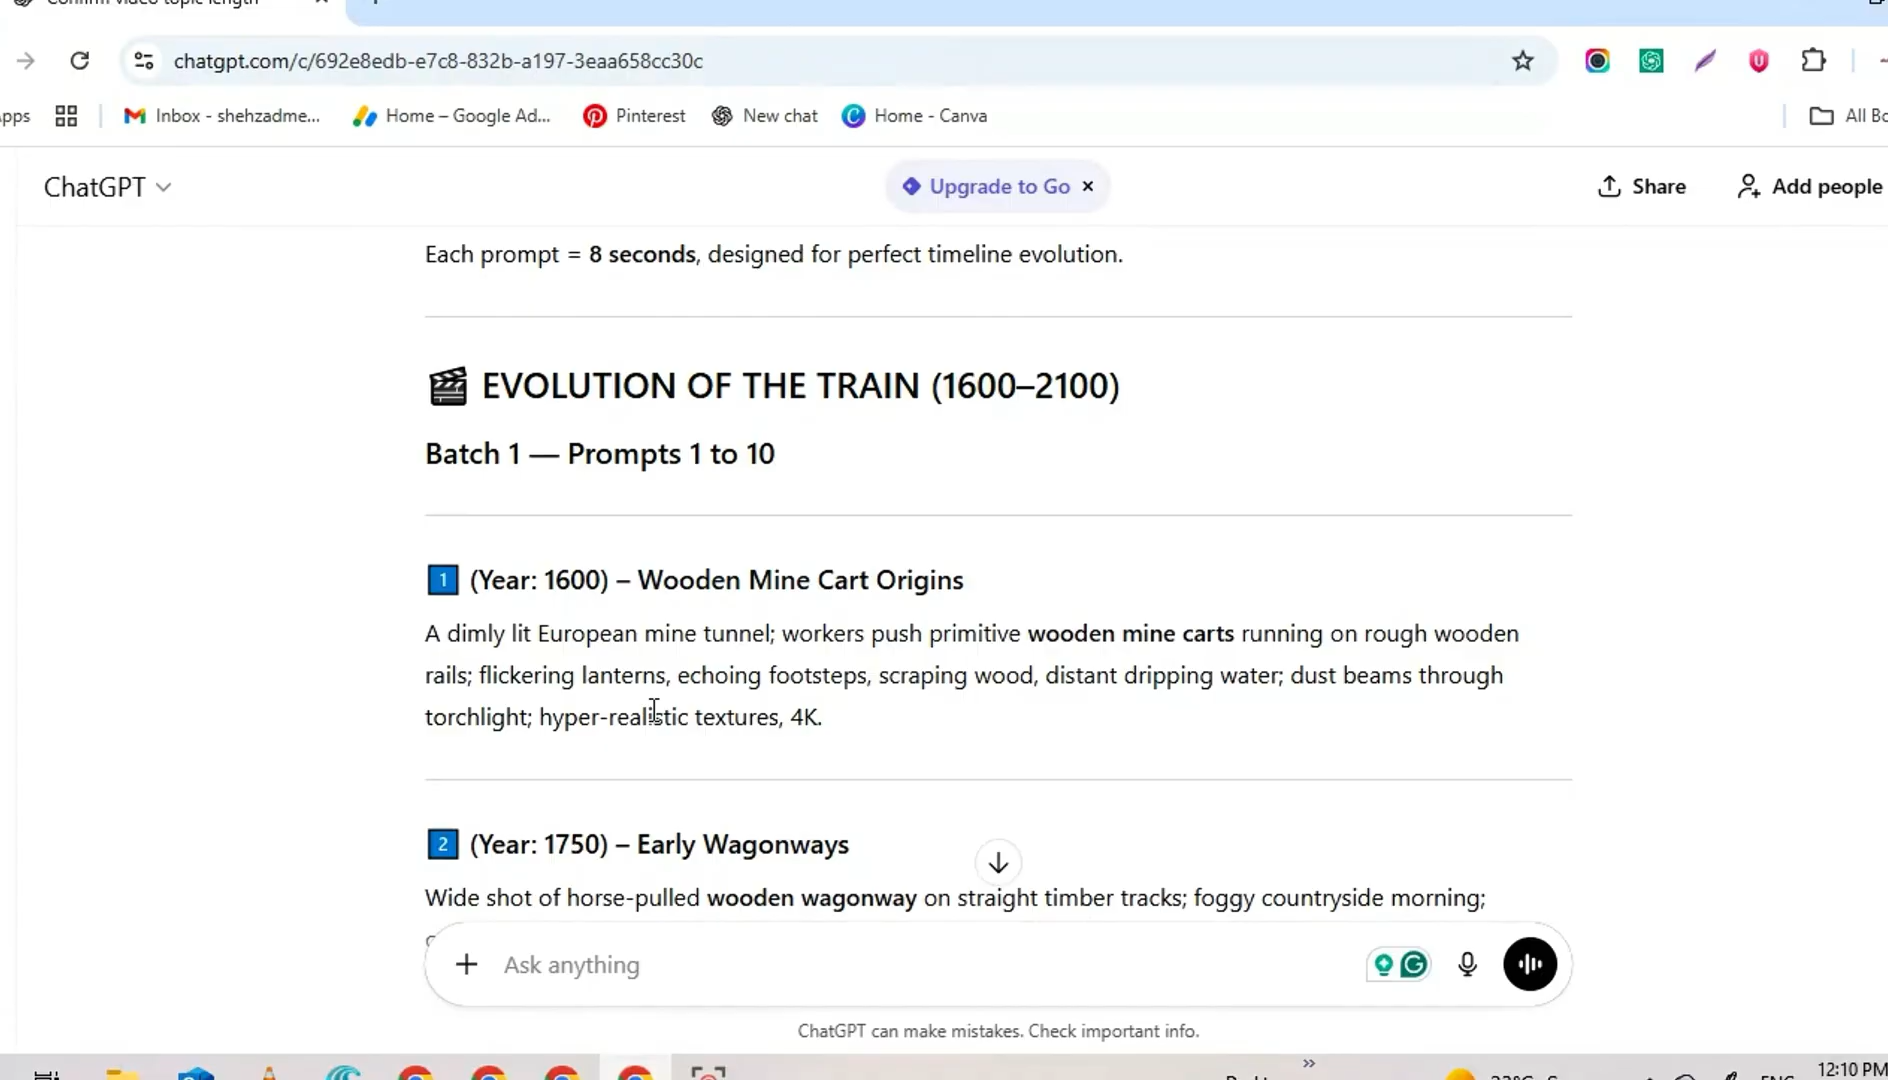 chatgpt.com/c/692e8edb-e7c8-832b-a197-3eaa658cc30c
Inbox - shehzadme... Home – Google Ad... Pinterest New chat Home - Canva All Bo
ChatGPT Upgrade to Go × Share Add people
Each prompt = 8 seconds, designed for perfect timeline evolution.
🎬 EVOLUTION OF THE TRAIN (1600–2100)
Batch 1 — Prompts 1 to 10
1 (Year: 1600) – Wooden Mine Cart Origins
A dimly lit European mine tunnel; workers push primitive wooden mine carts running on rough wooden
rails; flickering lanterns, echoing footsteps, scraping wood, distant dripping water; dust beams through
torchlight; hyper-realistic textures, 4K.
2 (Year: 1750) – Early Wagonways
Wide shot of horse-pulled wooden wagonway on straight timber tracks; foggy countryside morning;
Ask anything
ChatGPT can make mistakes. Check important info.
12:10 PM